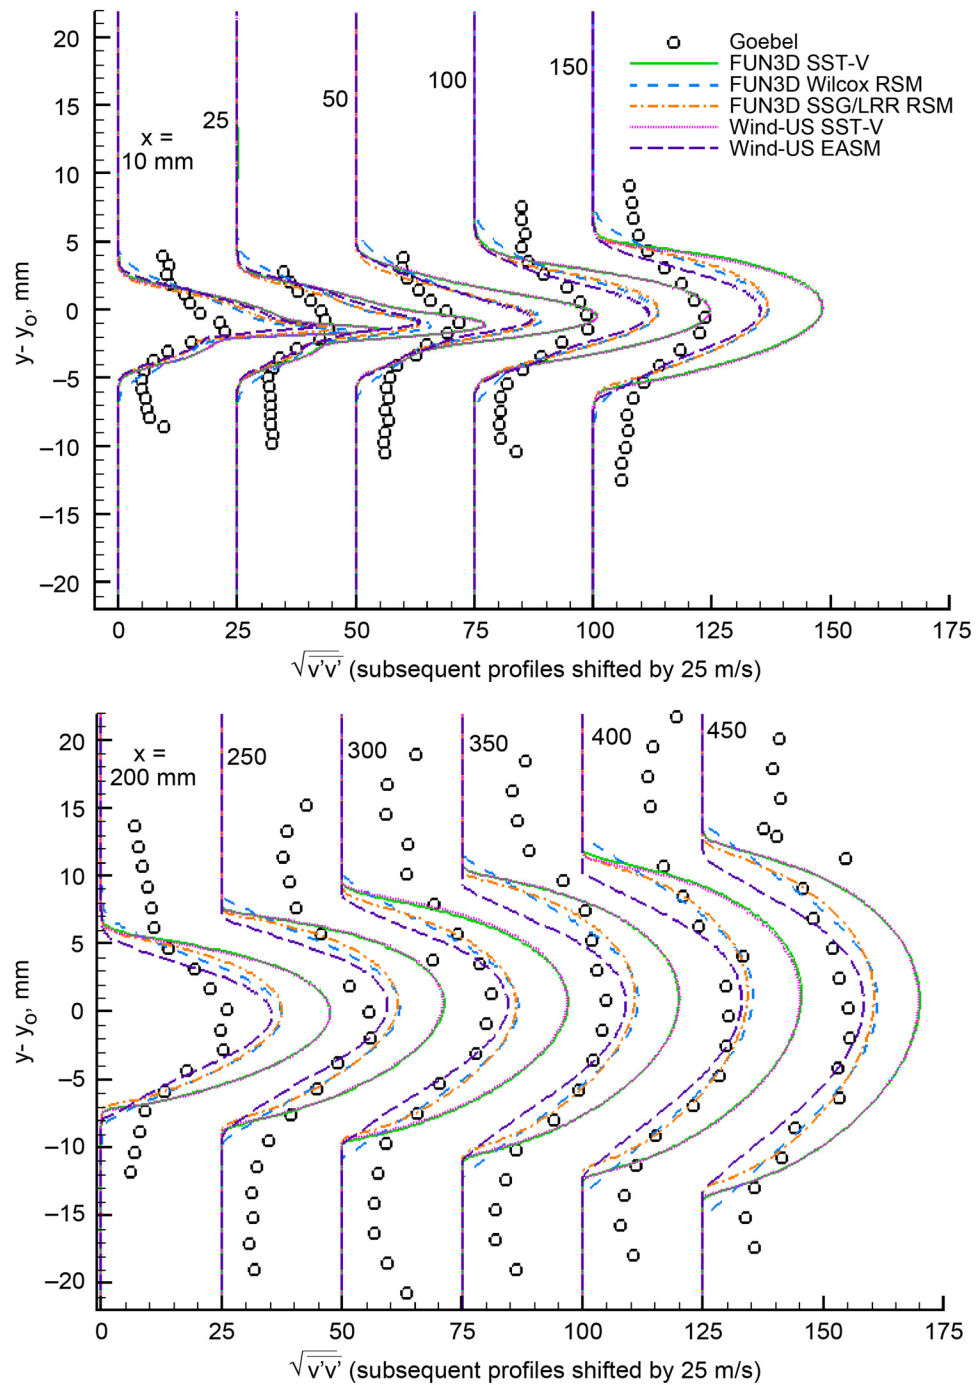 20
15
10
5
0
–5
–10
–15
–20
y- yo, mm
x =
10 mm
25
50
100
150
Goebel
FUN3D SST-V
FUN3D Wilcox RSM
FUN3D SSG/LRR RSM
Wind-US SST-V
Wind-US EASM
0 25 50 75 100 125 150 175
√v'v' (subsequent profiles shifted by 25 m/s)
20
15
10
5
0
–5
–10
–15
–20
y- yo, mm
x =
200 mm
250
300
350
400
450
0 25 50 75 100 125 150 175
√v'v' (subsequent profiles shifted by 25 m/s)